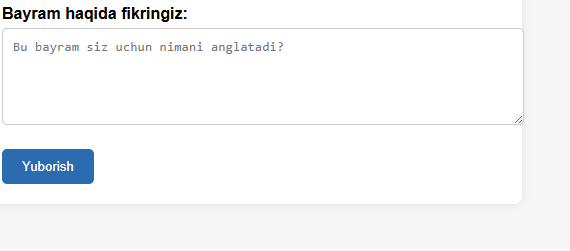 Bayram haqida fikringiz:
Bu bayram siz uchun nimani anglatadi?
Yuborish